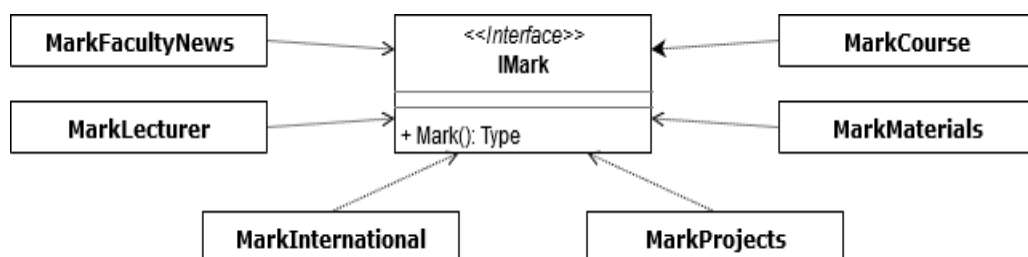 MarkFacultyNews
<<Interface>>
IMark
MarkCourse
MarkLecturer
+ Mark(): Type
MarkMaterials
MarkInternational
MarkProjects